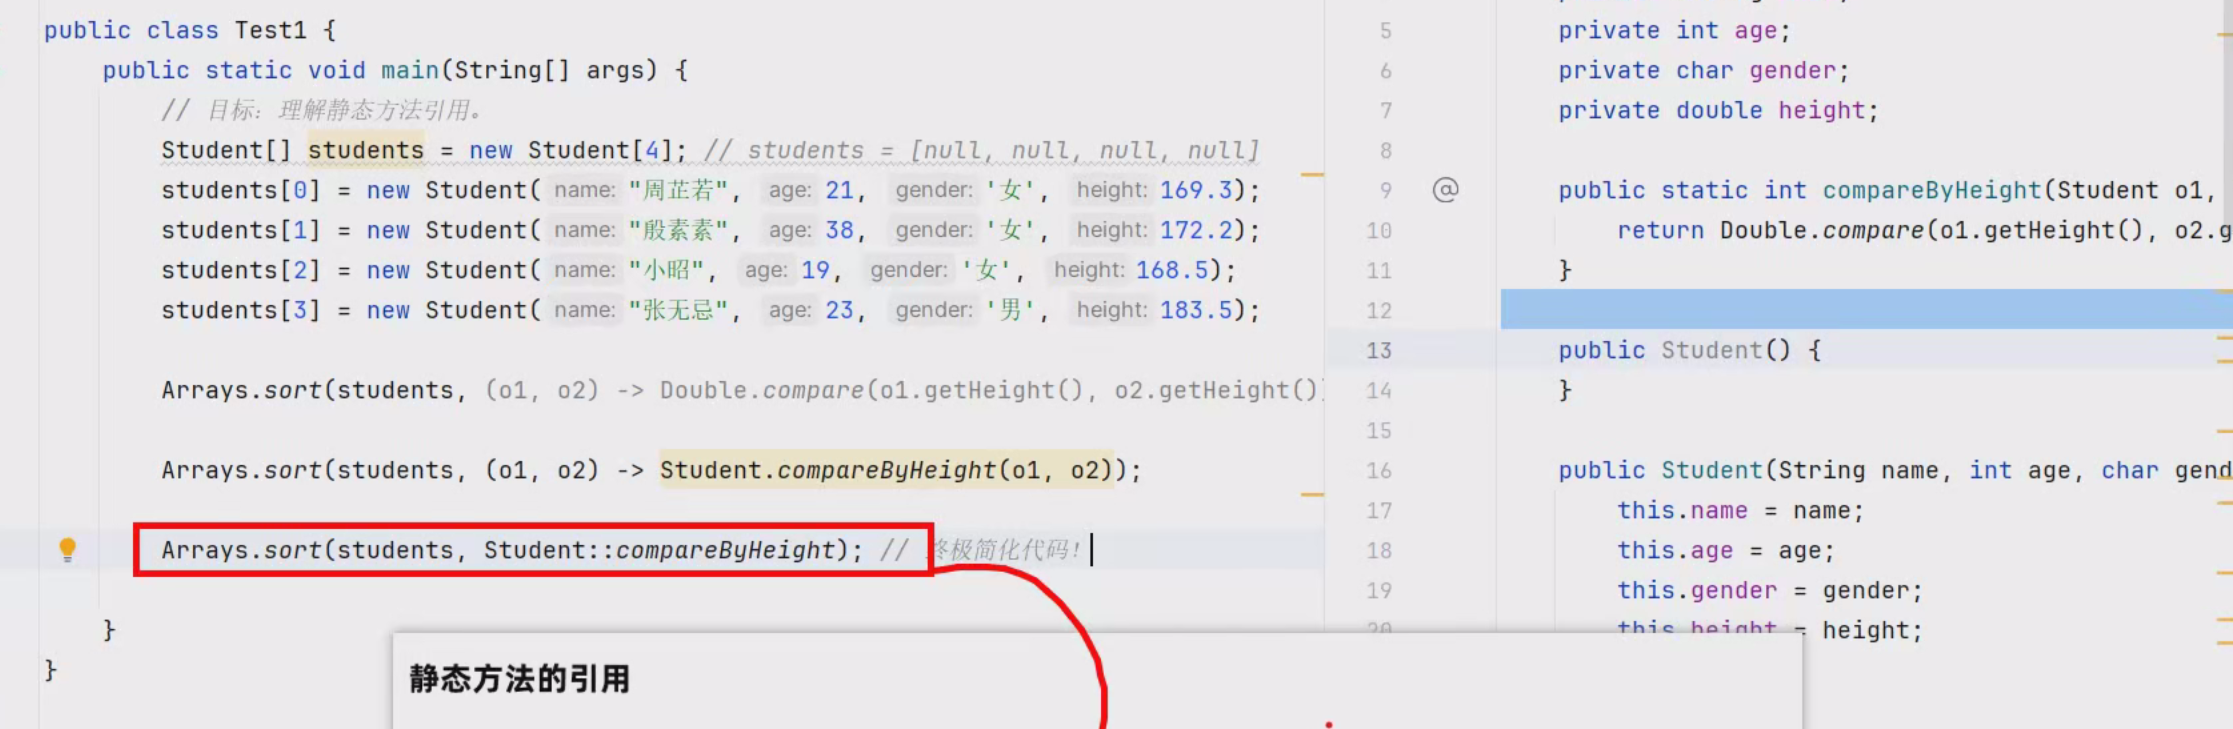 public class Test1 {
public static void main(String[] args) {
// 目标：理解静态方法引用。
Student[] students = new Student[4]; // students = [null, null, null, null]
students[0] = new Student( name: "周芷若", age: 21, gender: '女', height: 169.3);
students[1] = new Student( name: "殷素素", age: 38, gender: '女', height: 172.2);
students[2] = new Student( name: "小昭", age: 19, gender: '女', height: 168.5);
students[3] = new Student( name: "张无忌", age: 23, gender: '男', height: 183.5);
Arrays.sort(students, (o1, o2) -> Double.compare(o1.getHeight(), o2.getHeight()
Arrays.sort(students, (o1, o2) -> Student.compareByHeight(o1, o2));
Arrays.sort(students, Student::compareByHeight); // 终极简化代码！
}
}
5 private int age;
6 private char gender;
7 private double height;
8
9 @ public static int compareByHeight(Student o1,
10 return Double.compare(o1.getHeight(), o2.g
11 }
12
13 public Student() {
14 }
15
16 public Student(String name, int age, char gend
17 this.name = name;
18 this.age = age;
19 this.gender = gender;
20 this.height = height;
静态方法的引用